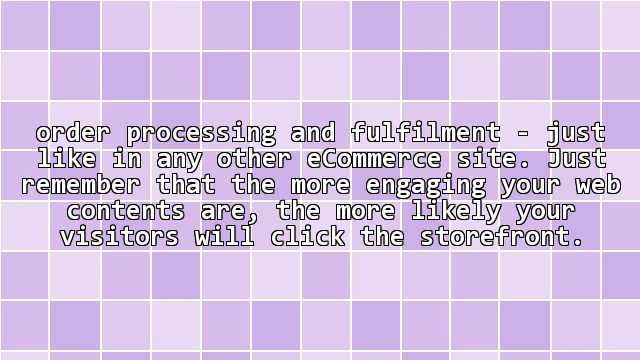 order processing and fulfilment - just
like in any other eCommerce site. Just
remember that the more engaging your web
contents are, the more likely your
visitors will click the storefront.